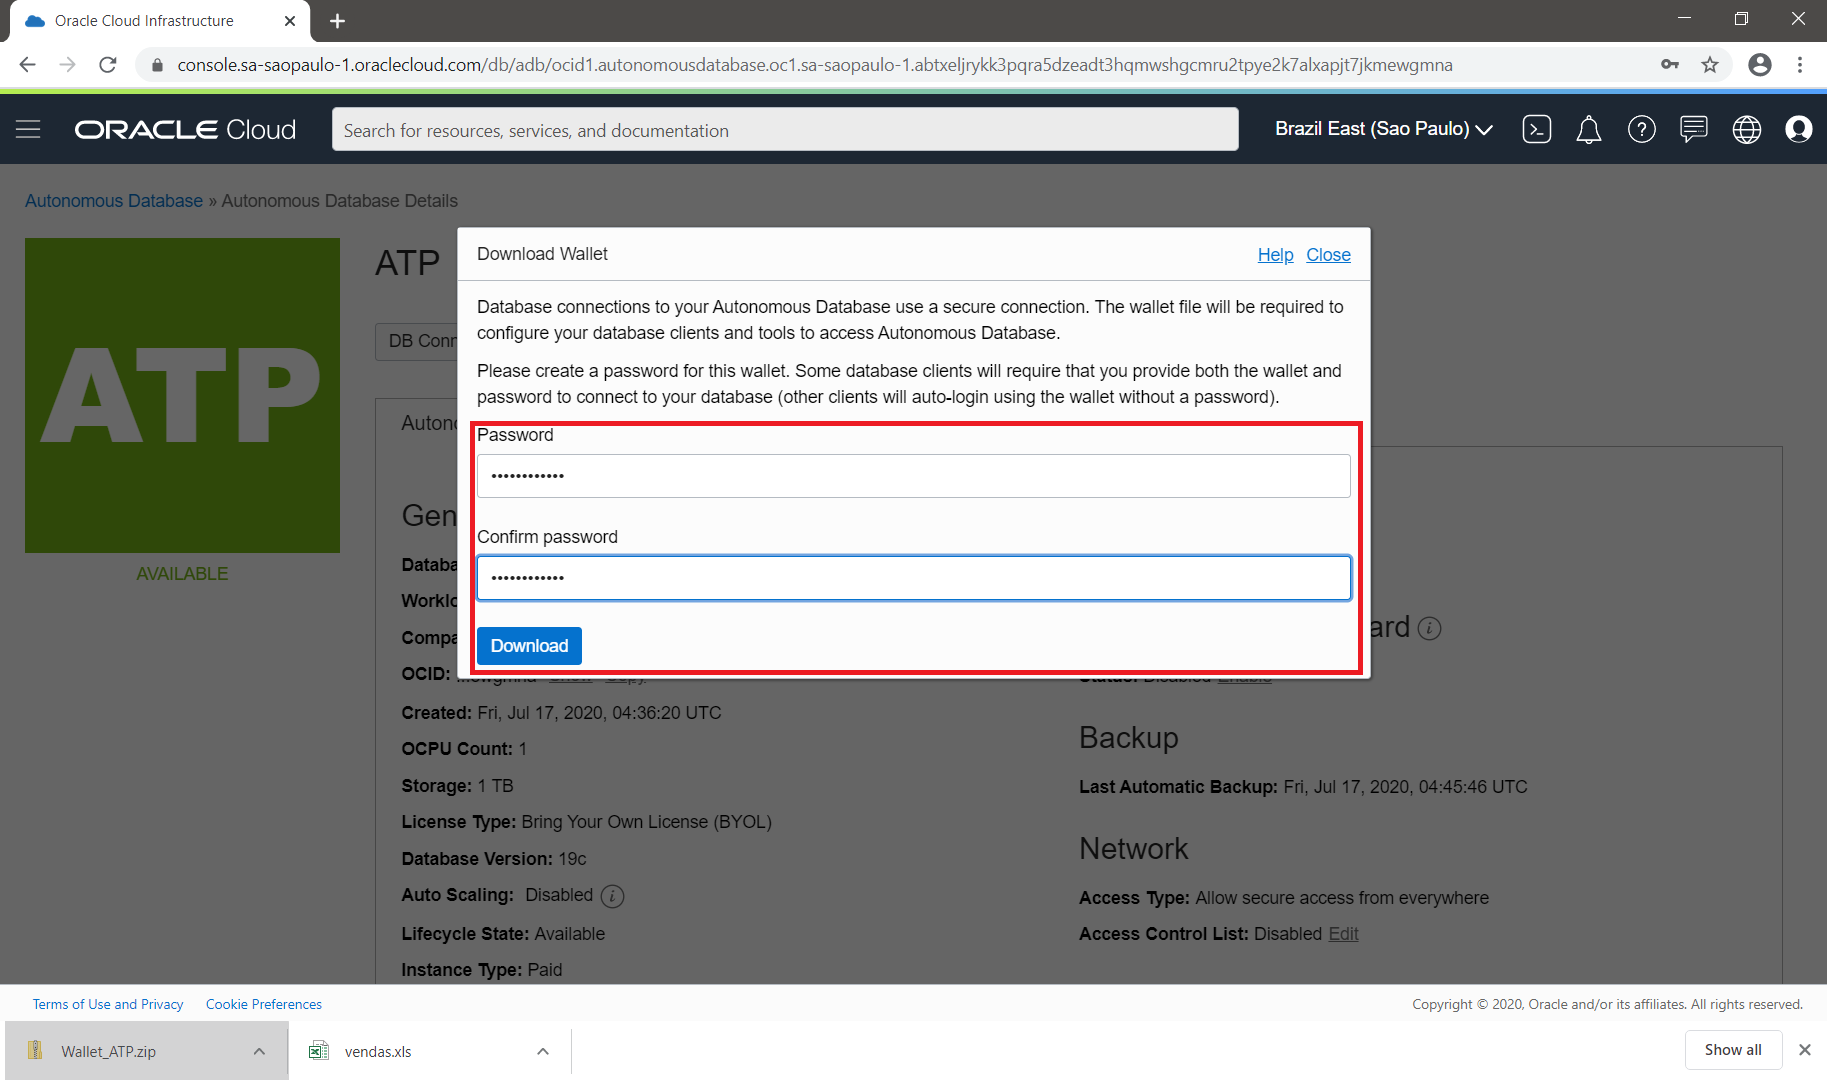 Oracle Cloud Infrastructure
console.sa-saopaulo-1.oraclecloud.com/db/adb/ocid1.autonomousdatabase.oc1.sa-saopaulo-1.abtxeljrykk3pqra5dzeadt3hqmwshgcmru2tpye2k7alxapjt7jkmewgmna
ORACLE Cloud
Search for resources, services, and documentation
Brazil East (Sao Paulo)
Autonomous Database » Autonomous Database Details
ATP
AVAILABLE
ATP
DB Conn
Autono
Download Wallet
Help Close
Database connections to your Autonomous Database use a secure connection. The wallet file will be required to
configure your database clients and tools to access Autonomous Database.
Please create a password for this wallet. Some database clients will require that you provide both the wallet and
password to connect to your database (other clients will auto-login using the wallet without a password).
Password
••••••••••••
Confirm password
••••••••••••
Download
Gen
Databa
Worklo
Compa
OCID: ...ewgmna Show Copy
Created: Fri, Jul 17, 2020, 04:36:20 UTC
OCPU Count: 1
Storage: 1 TB
License Type: Bring Your Own License (BYOL)
Database Version: 19c
Auto Scaling: Disabled
Lifecycle State: Available
Instance Type: Paid
ard
Status: Disabled Enable
Backup
Last Automatic Backup: Fri, Jul 17, 2020, 04:45:46 UTC
Network
Access Type: Allow secure access from everywhere
Access Control List: Disabled Edit
Terms of Use and Privacy Cookie Preferences
Copyright © 2020, Oracle and/or its affiliates. All rights reserved.
Wallet_ATP.zip
vendas.xls
Show all